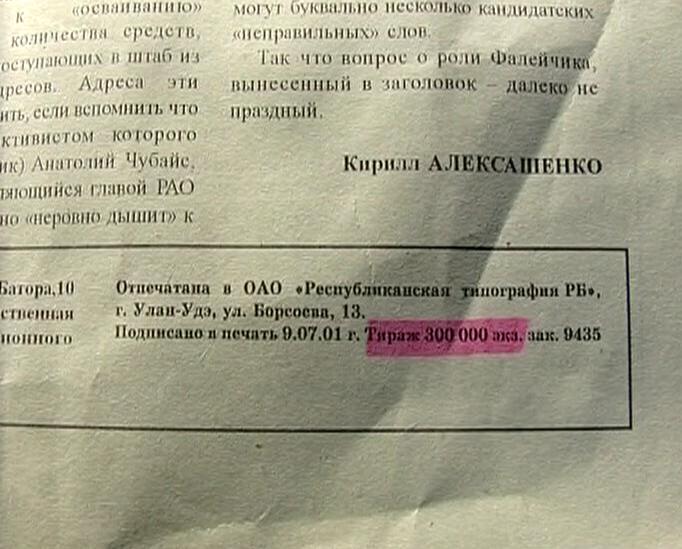 к «осваиванию»
количества средств,
оступающих в штаб из
дресов. Адреса эти
ить, если вспомнить что
ктивистом которого
ик) Анатолий Чубайс,
вляющийся главой РАО
но «неровно дышит» к
могут буквально несколько кандидатских
«неправильных» слов.
Так что вопрос о роли Фалейчика,
вынесенный в заголовок – далеко не
праздный.
Кирилл АЛЕКСАШЕНКО
Батора,10
ственная
ионного
Отпечатана в ОАО «Республиканская типография РБ»,
г. Улан-Удэ, ул. Борсоева, 13.
Подписано в печать 9.07.01 г. Тираж 300 000 экз. зак. 9435